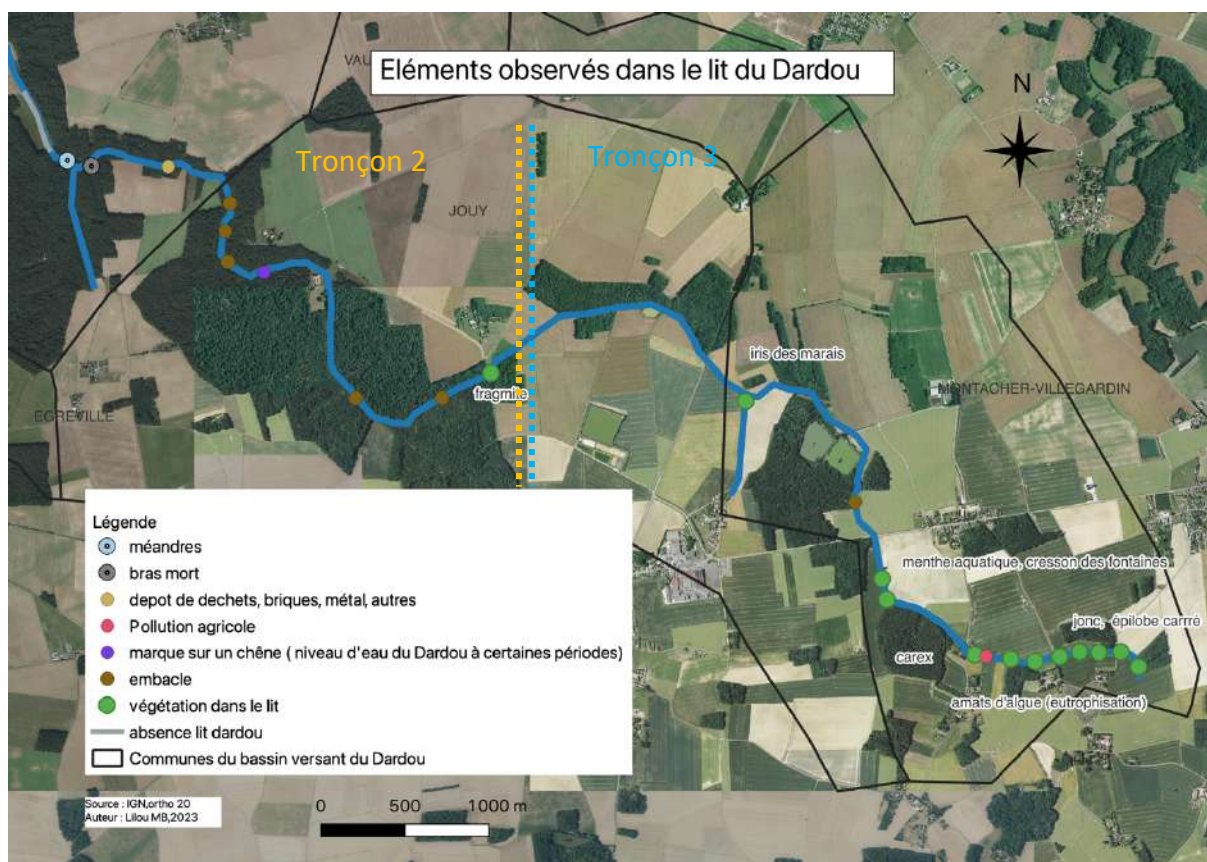 VAU
Eléments observés dans le lit du Dardou
N
Tronçon 2
Tronçon 3
JOUY
iris des marais
MONTACHER-VILLEGARDIN
fragmite
EGREVILLE
menthe aquatique, cresson des fontaines
jonc, épilobe carrré
carex
amats d'algue (eutrophisation)
Légende
méandres
bras mort
depot de dechets, briques, métal, autres
Pollution agricole
marque sur un chêne ( niveau d'eau du Dardou à certaines périodes)
embacle
végétation dans le lit
absence lit dardou
Communes du bassin versant du Dardou
Source : IGN,ortho 20
Auteur : Lilou MB,2023
0 500 1000 m